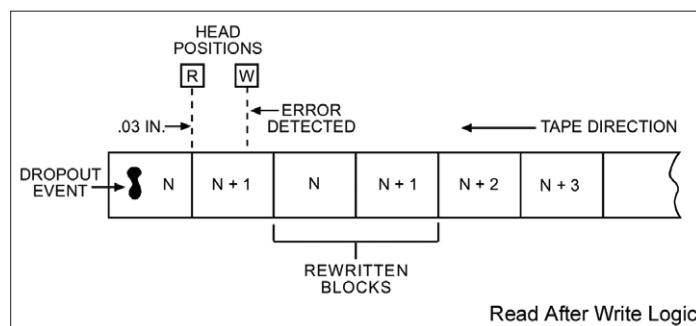 HEAD
POSITIONS
R W
.03 IN.
ERROR
DETECTED
TAPE DIRECTION
DROPOUT
EVENT
N N + 1 N N + 1 N + 2 N + 3
REWRITTEN
BLOCKS
Read After Write Logic